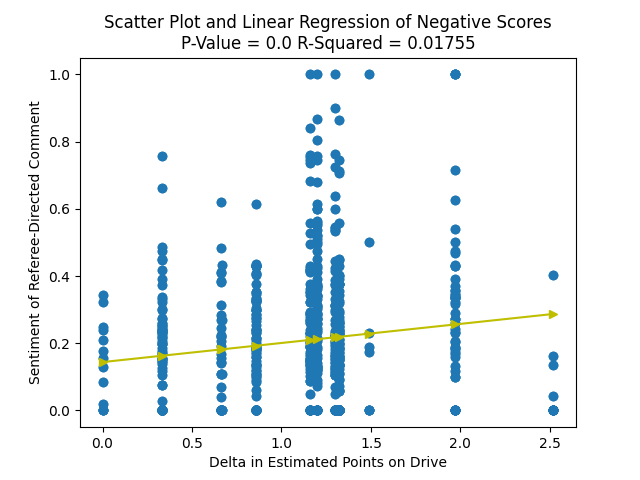 Scatter Plot and Linear Regression of Negative Scores
P-Value = 0.0 R-Squared = 0.01755
Sentiment of Referee-Directed Comment
1.0
0.8
0.6
0.4
0.2
0.0
0.0 0.5 1.0 1.5 2.0 2.5
Delta in Estimated Points on Drive